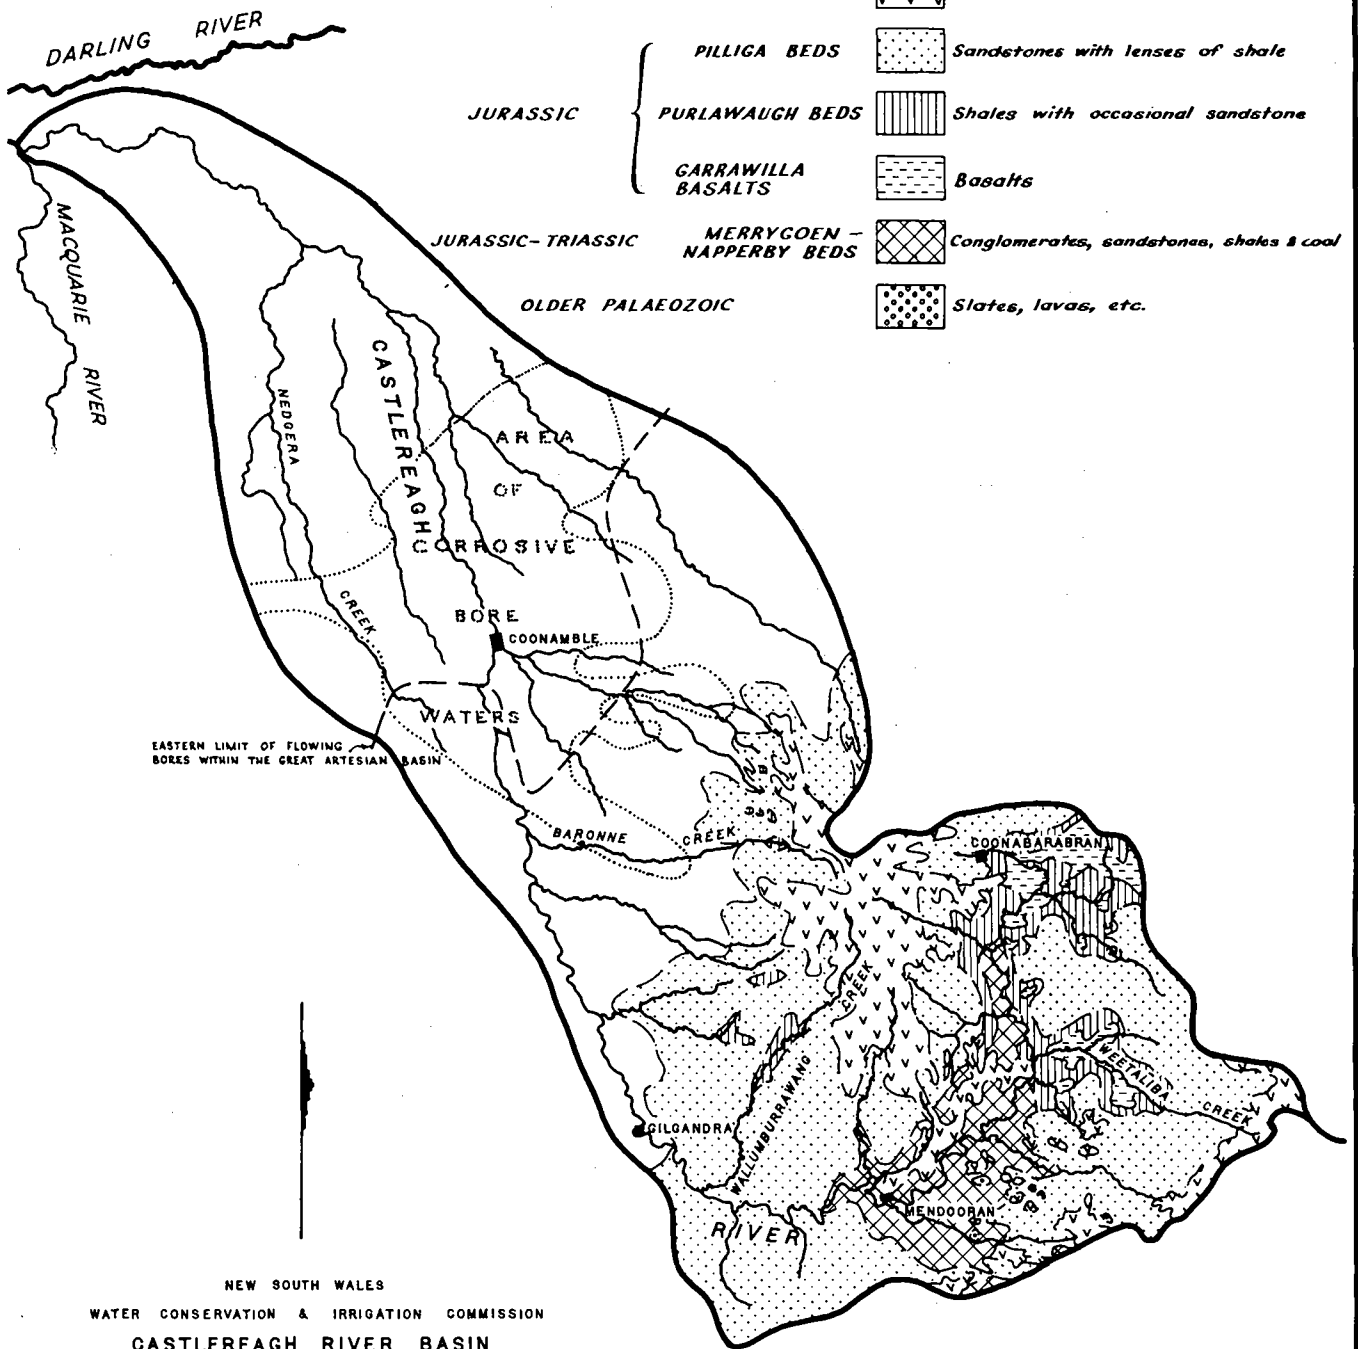 DARLING RIVER
JURASSIC
PILLIGA BEDS
Sandstones with lenses of shale
PURLAWAUGH BEDS
Shales with occasional sandstone
GARRAWILLA
BASALTS
Basalts
JURASSIC-TRIASSIC
MERRYGOEN -
NAPPERBY BEDS
Conglomerates, sandstones, shales & coal
OLDER PALAEOZOIC
Slates, lavas, etc.
MACQUARIE RIVER
NEDGERA CREEK
CASTLEREAGH
AREA
OF
CORROSIVE
BORE
WATERS
COONAMBLE
EASTERN LIMIT OF FLOWING
BORES WITHIN THE GREAT ARTESIAN BASIN
BARONNE CREEK
COONABARABRAN
WALLUMBURRAWANG CREEK
WEETALIBA CREEK
GILGANDRA
MENDOORAN
RIVER
NEW SOUTH WALES
WATER CONSERVATION & IRRIGATION COMMISSION
CASTLEREAGH RIVER BASIN